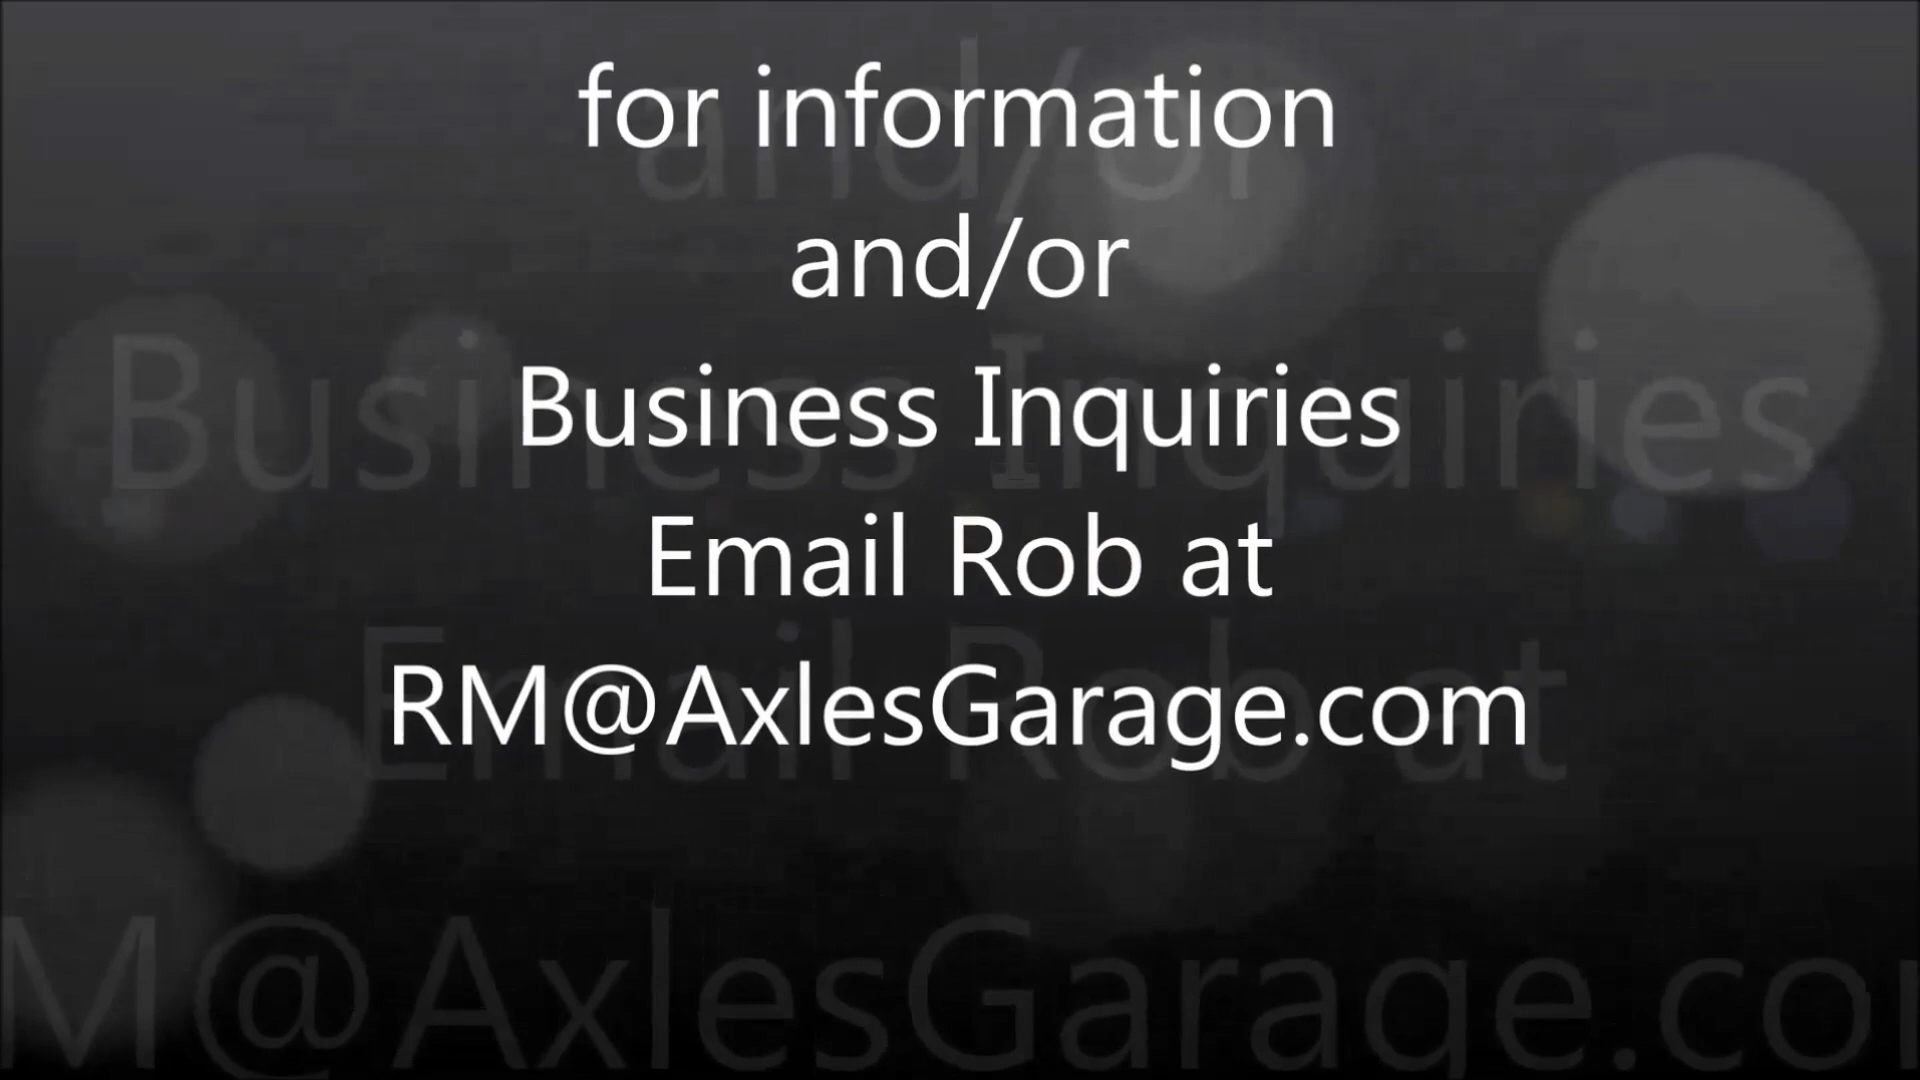 for information
and/or
Business Inquiries
Email Rob at
RM@AxlesGarage.com